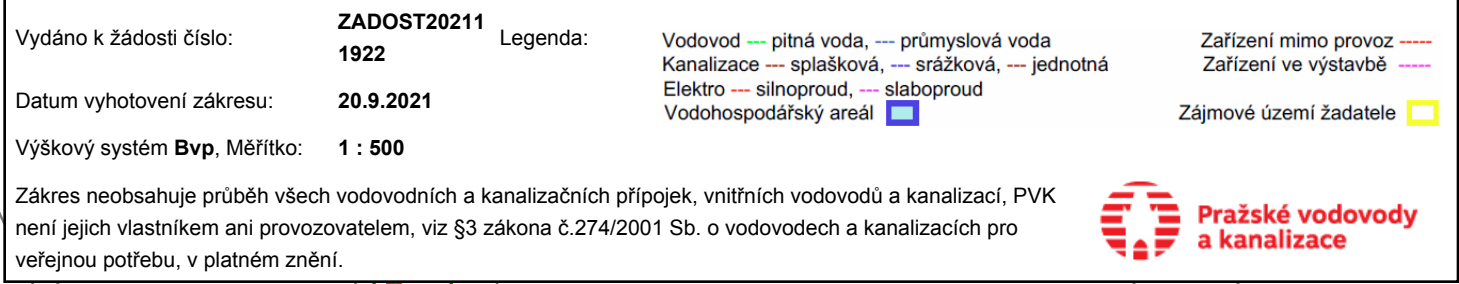 Vydáno k žádosti číslo: ZADOST20211 1922 Legenda:
Vodovod --- pitná voda, --- průmyslová voda
Kanalizace --- splašková, --- srážková, --- jednotná
Elektro --- silnoproud, --- slaboproud
Vodohospodářský areál
Zařízení mimo provoz -----
Zařízení ve výstavbě -----
Zájmové území žadatele
Datum vyhotovení zákresu: 20.9.2021
Výškový systém Bvp, Měřítko: 1 : 500
Zákres neobsahuje průběh všech vodovodních a kanalizačních přípojek, vnitřních vodovodů a kanalizací, PVK
není jejich vlastníkem ani provozovatelem, viz §3 zákona č.274/2001 Sb. o vodovodech a kanalizacích pro
veřejnou potřebu, v platném znění.
Pražské vodovody
a kanalizace